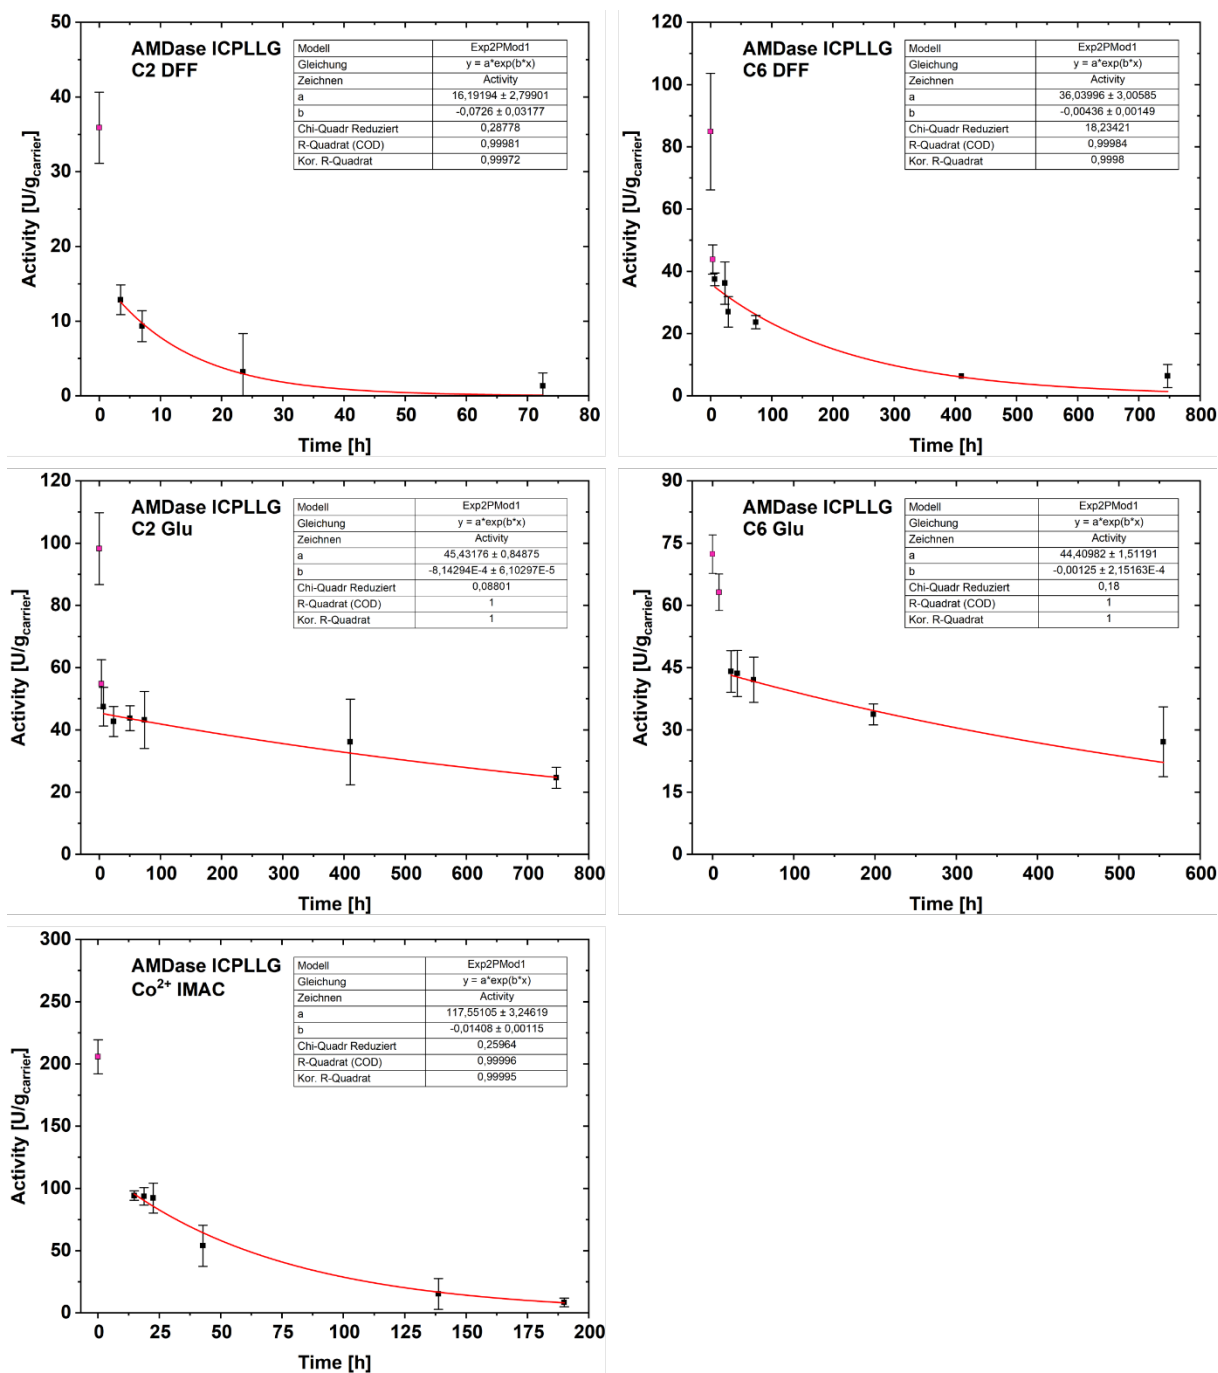 AMDase ICPLLG
C2 DFF
Modell Exp2PMod1
Gleichung y = a*exp(b*x)
Zeichnen Activity
a 16,19194 ± 2,79901
b -0,0726 ± 0,03177
Chi-Quadr Reduziert 0,28778
R-Quadrat (COD) 0,99981
Kor. R-Quadrat 0,99972
Activity [U/g_carrier]
50
40
30
20
10
0
0 10 20 30 40 50 60 70 80
Time [h]
AMDase ICPLLG
C6 DFF
Modell Exp2PMod1
Gleichung y = a*exp(b*x)
Zeichnen Activity
a 36,03996 ± 3,00585
b -0,00436 ± 0,00149
Chi-Quadr Reduziert 18,23421
R-Quadrat (COD) 0,99984
Kor. R-Quadrat 0,9998
Activity [U/g_carrier]
120
100
80
60
40
20
0
0 100 200 300 400 500 600 700 800
Time [h]
AMDase ICPLLG
C2 Glu
Modell Exp2PMod1
Gleichung y = a*exp(b*x)
Zeichnen Activity
a 45,43176 ± 0,84875
b -8,14294E-4 ± 6,10297E-5
Chi-Quadr Reduziert 0,08801
R-Quadrat (COD) 1
Kor. R-Quadrat 1
Activity [U/g_carrier]
120
100
80
60
40
20
0
0 100 200 300 400 500 600 700 800
Time [h]
AMDase ICPLLG
C6 Glu
Modell Exp2PMod1
Gleichung y = a*exp(b*x)
Zeichnen Activity
a 44,40982 ± 1,51191
b -0,00125 ± 2,15163E-4
Chi-Quadr Reduziert 0,18
R-Quadrat (COD) 1
Kor. R-Quadrat 1
Activity [U/g_carrier]
90
75
60
45
30
15
0
0 100 200 300 400 500 600
Time [h]
AMDase ICPLLG
Co²⁺ IMAC
Modell Exp2PMod1
Gleichung y = a*exp(b*x)
Zeichnen Activity
a 117,55105 ± 3,24619
b -0,01408 ± 0,00115
Chi-Quadr Reduziert 0,25964
R-Quadrat (COD) 0,99996
Kor. R-Quadrat 0,99995
Activity [U/g_carrier]
300
250
200
150
100
50
0
0 25 50 75 100 125 150 175 200
Time [h]